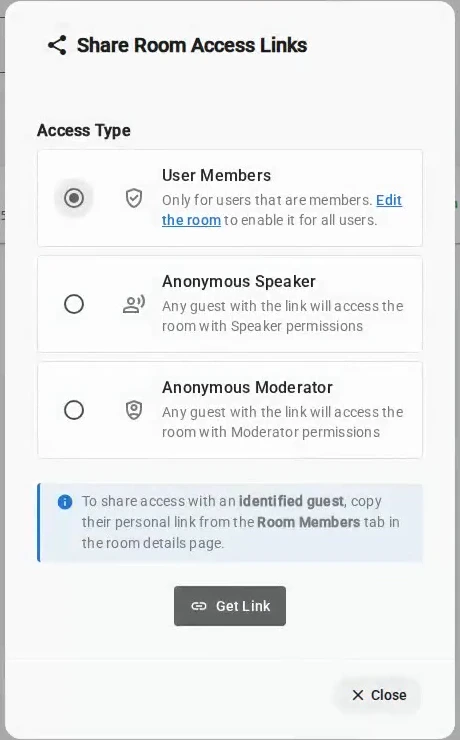 Share Room Access Links
Access Type
User Members
Only for users that are members. Edit
the room to enable it for all users.
Anonymous Speaker
Any guest with the link will access the
room with Speaker permissions
Anonymous Moderator
Any guest with the link will access the
room with Moderator permissions
To share access with an identified guest, copy
their personal link from the Room Members tab in
the room details page.
Get Link
Close